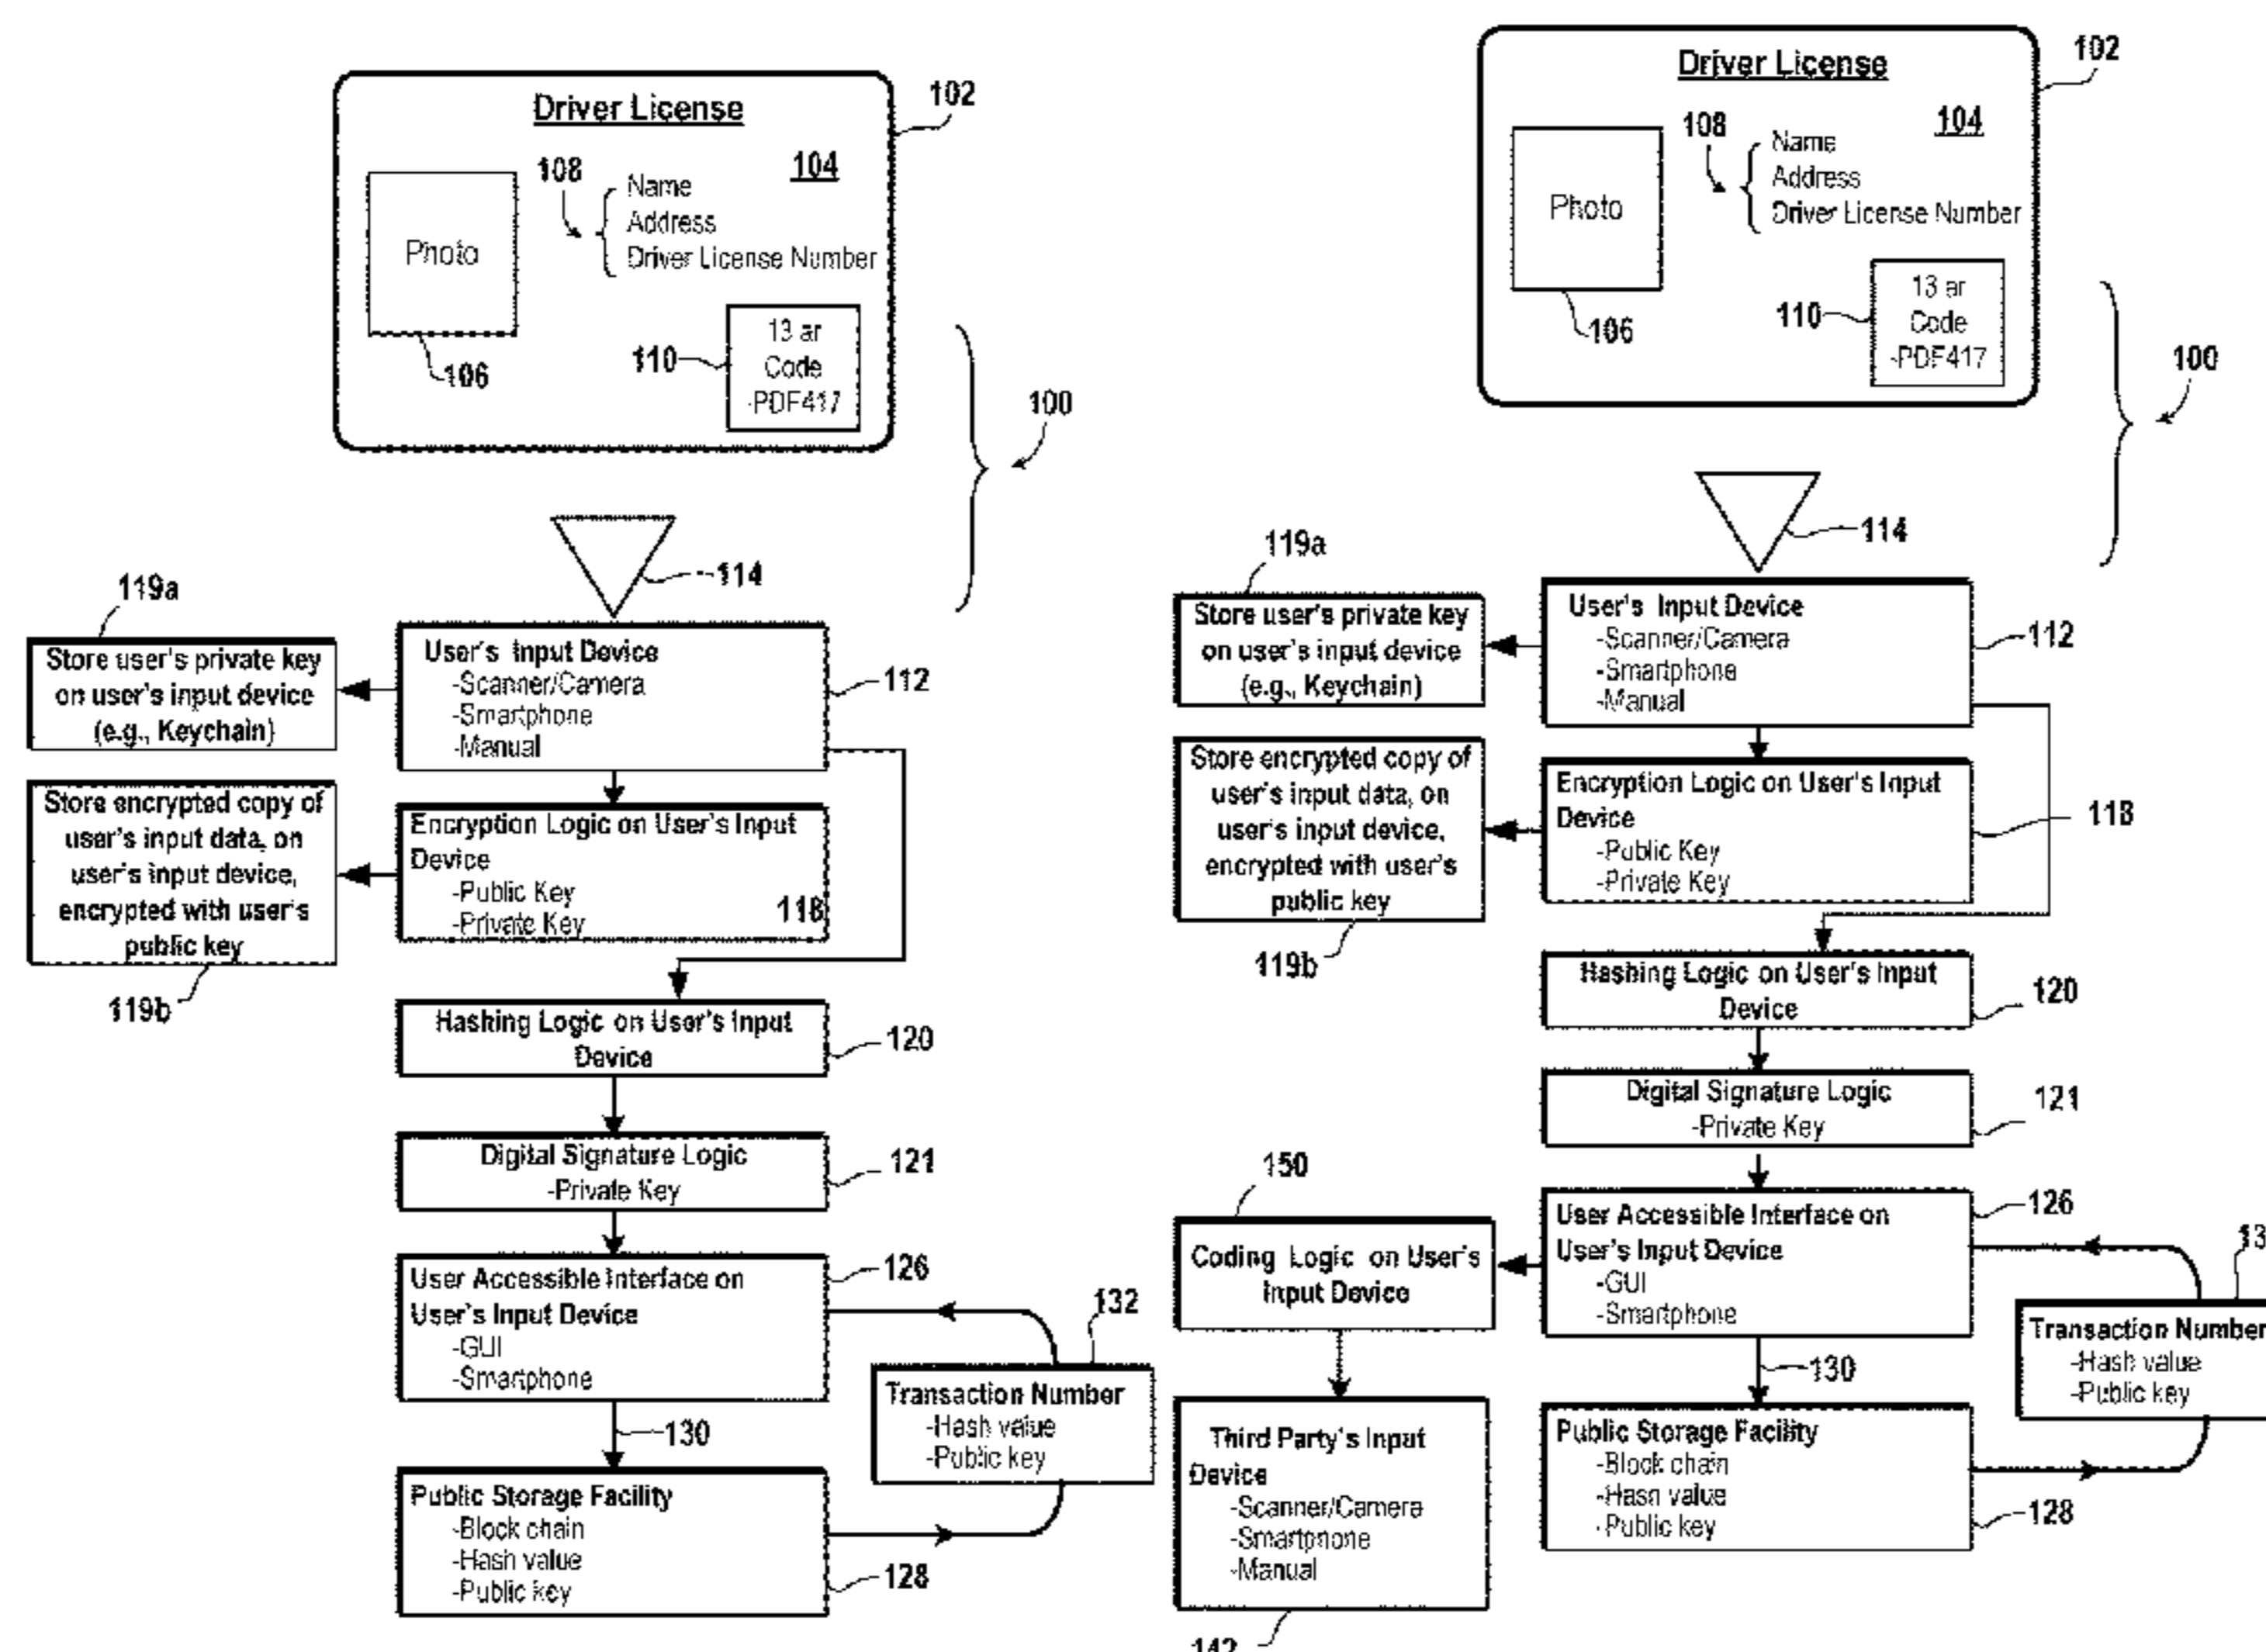 Driver License
102
104
108
Name
Address
Driver License Number
Photo
106
110
13 ar
Code
-PDF417
100
114
119a
Store user's private key
on user's input device
(e.g., Keychain)
User's Input Device
-Scanner/Camera
-Smartphone
-Manual
112
Store encrypted copy of
user's input data, on
user's input device,
encrypted with user's
public key
119b
Encryption Logic on User's Input
Device
-Public Key
-Private Key
118
Hashing Logic on User's Input
Device
120
Digital Signature Logic
-Private Key
121
User Accessible Interface on
User's Input Device
-GUI
-Smartphone
126
132
Transaction Number
-Hash value
-Public key
130
Public Storage Facility
-Block chain
-Hash value
-Public key
128
Driver License
102
104
108
Name
Address
Driver License Number
Photo
106
110
13 ar
Code
-PDF417
100
114
119a
Store user's private key
on user's input device
(e.g., Keychain)
User's Input Device
-Scanner/Camera
-Smartphone
-Manual
112
Store encrypted copy of
user's input data, on
user's input device,
encrypted with user's
public key
119b
Encryption Logic on User's Input
Device
-Public Key
-Private Key
118
Hashing Logic on User's Input
Device
120
Digital Signature Logic
-Private Key
121
150
Coding Logic on User's
Input Device
User Accessible Interface on
User's Input Device
-GUI
-Smartphone
126
13
Transaction Number
-Hash value
-Public key
130
Third Party's Input
Device
-Scanner/Camera
-Smartphone
-Manual
142
Public Storage Facility
-Block chain
-Hash value
-Public key
128